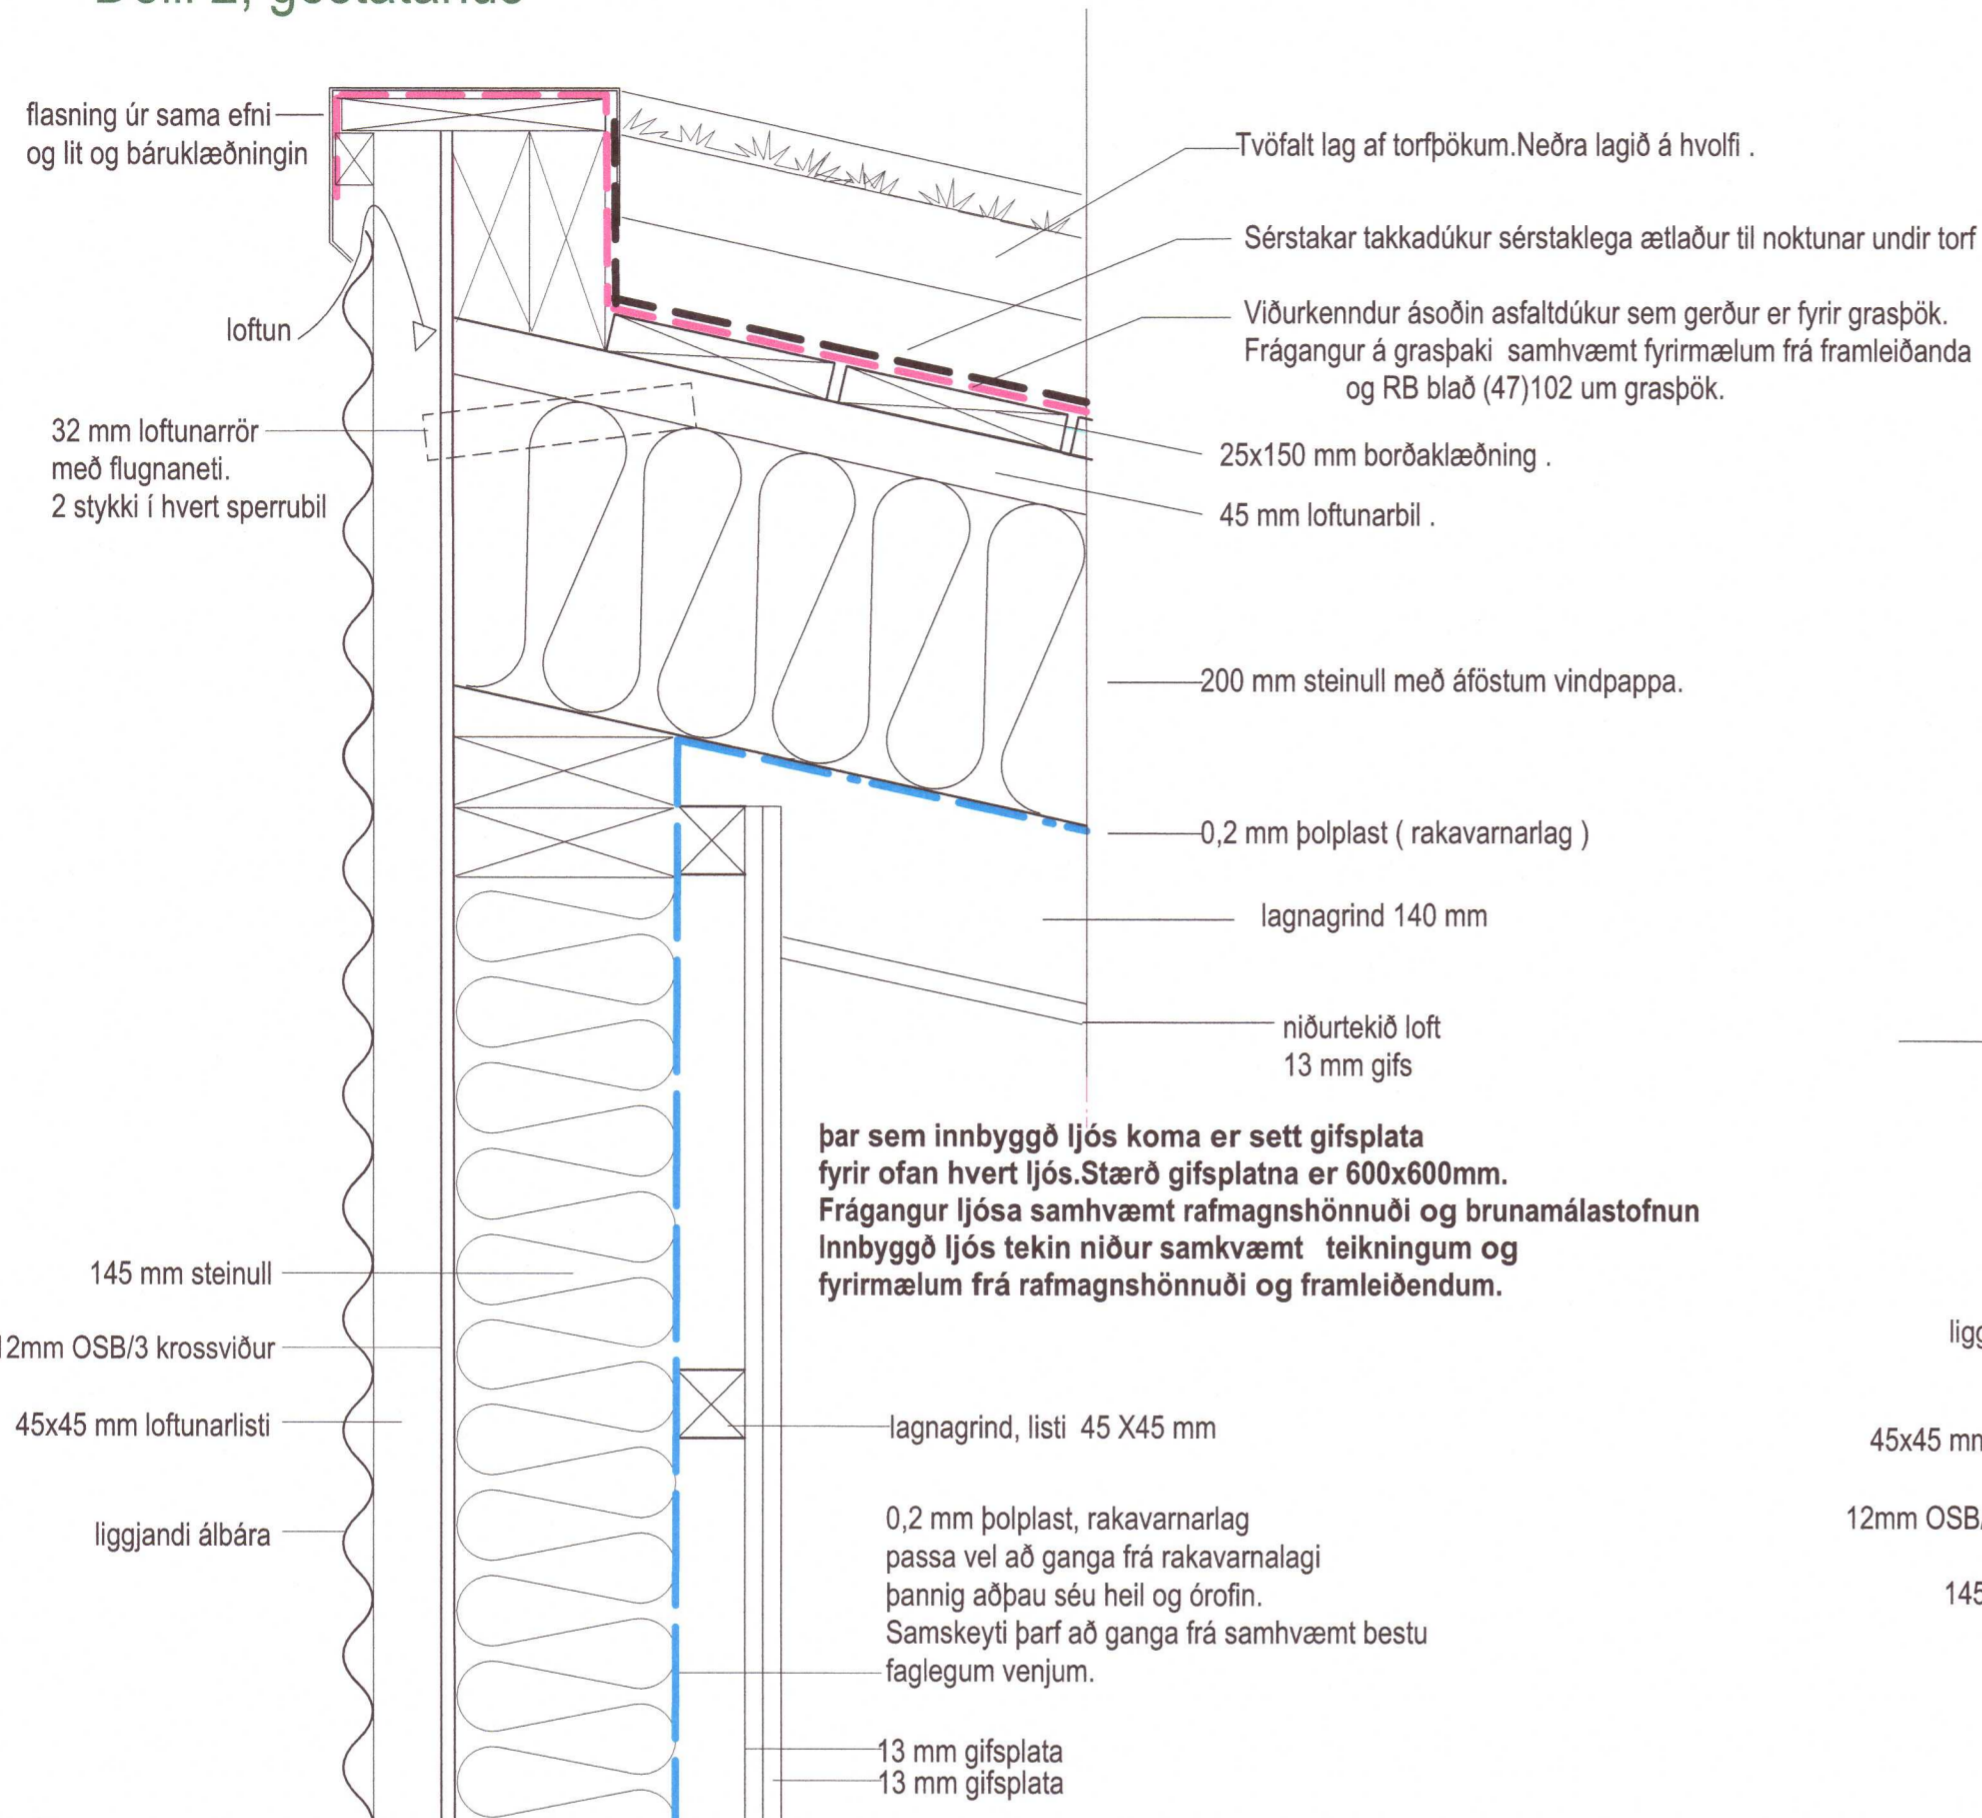 flasning úr sama efni
og lit og báruklæðningin
loftun
32 mm loftunarrör
með flugnaneti.
2 stykki í hvert sperrubil
Tvöfalt lag af torfþökum.Neðra lagið á hvolfi .
Sérstakar takkadúkur sérstaklega ætlaður til noktunar undir torf
Viðurkenndur ásoðin asfaltdúkur sem gerður er fyrir grasþök.
Frágangur á grasþaki samhvæmt fyrirmælum frá framleiðanda
og RB blað (47)102 um grasþök.
25x150 mm borðaklæðning .
45 mm loftunarbil .
200 mm steinull með áföstum vindpappa.
0,2 mm þolplast ( rakavarnarlag )
lagnagrind 140 mm
niðurtekið loft
13 mm gifs
þar sem innbyggð ljós koma er sett gifsplata
fyrir ofan hvert ljós.Stærð gifsplatna er 600x600mm.
Frágangur ljósa samhvæmt rafmagnshönnuði og brunamálastofnun
Innbyggð ljós tekin niður samkvæmt teikningum og
fyrirmælum frá rafmagnshönnuði og framleiðendum.
145 mm steinull
12mm OSB/3 krossviður
45x45 mm loftunarlisti
liggjandi álbára
lagnagrind, listi 45 X45 mm
0,2 mm þolplast, rakavarnarlag
passa vel að ganga frá rakavarnalagi
þannig aðþau séu heil og órofin.
Samskeyti þarf að ganga frá samhvæmt bestu
faglegum venjum.
13 mm gifsplata
13 mm gifsplata
45x45
12mm OSB/
145